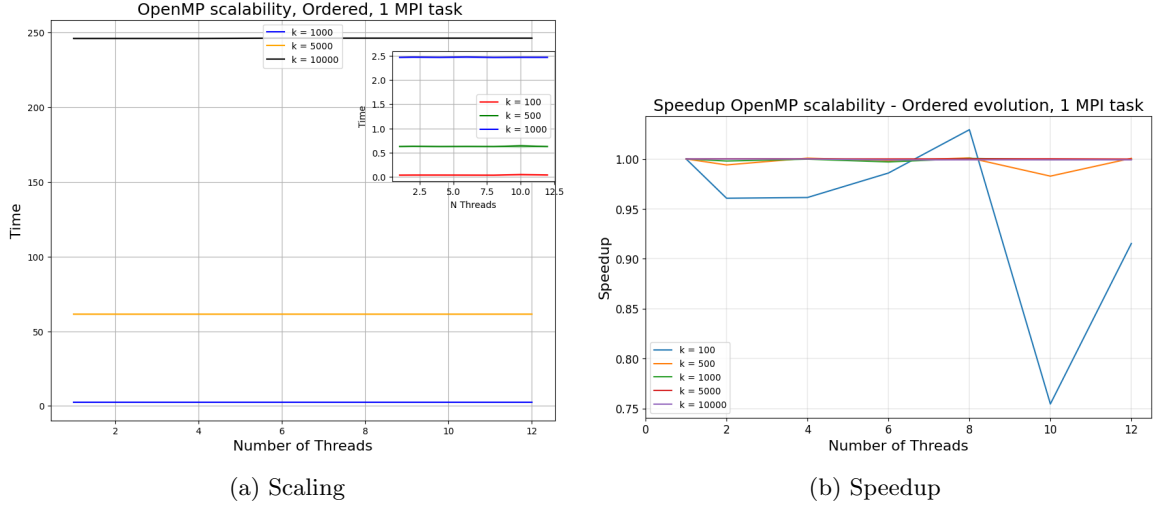 OpenMP scalability, Ordered, 1 MPI task
250
200
150
100
50
0
2
4
6
8
10
12
Time
Number of Threads
k = 1000
k = 5000
k = 10000
2.5
2.0
1.5
1.0
0.5
0.0
2.5
5.0
7.5
10.0
12.5
Time
N Threads
k = 100
k = 500
k = 1000
(a) Scaling
Speedup OpenMP scalability - Ordered evolution, 1 MPI task
1.00
0.95
0.90
0.85
0.80
0.75
0
2
4
6
8
10
12
Speedup
Number of Threads
k = 100
k = 500
k = 1000
k = 5000
k = 10000
(b) Speedup